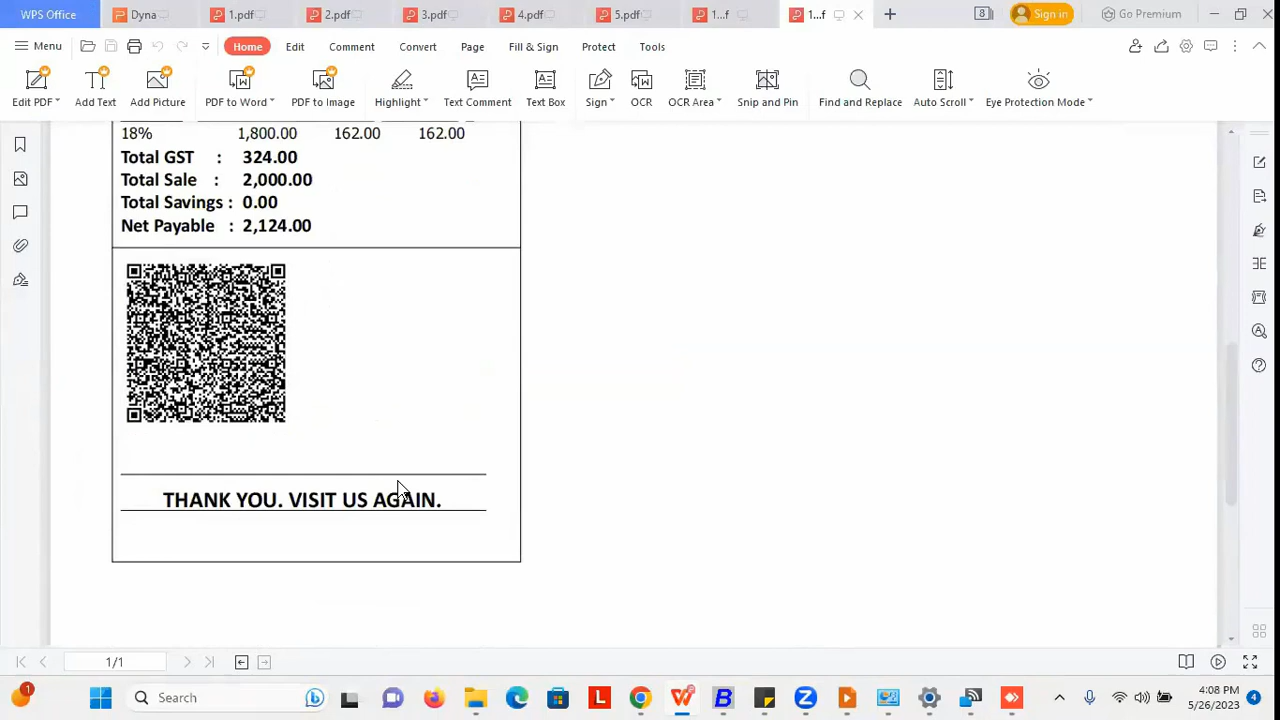 WPS Office
Dyna
1.pdf
2.pdf
3.pdf
4.pdf
5.pdf
1...f
1...f
8
Sign in
Go Premium
Menu
Home
Edit
Comment
Convert
Page
Fill & Sign
Protect
Tools
Edit PDF
Add Text
Add Picture
PDF to Word
PDF to Image
Highlight
Text Comment
Text Box
Sign
OCR
OCR Area
Snip and Pin
Find and Replace
Auto Scroll
Eye Protection Mode
18% 1,800.00 162.00 162.00
Total GST : 324.00
Total Sale : 2,000.00
Total Savings : 0.00
Net Payable : 2,124.00
THANK YOU. VISIT US AGAIN.
1/1
1
Search
4:08 PM
5/26/2023
4